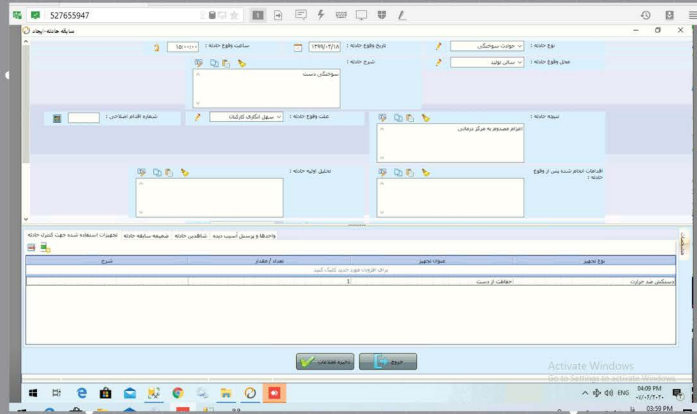 527655947
سابقه حادثه-ایجاد
نوع حادثه :
حوادث سوختگی
تاریخ وقوع حادثه :
۱۳۹۹/۰۳/۱۸
ساعت وقوع حادثه :
محل وقوع حادثه :
سالن تولید
شرح حادثه :
سوختگی دست
نتیجه حادثه :
اعزام مصدوم به مرکز درمانی
علت وقوع حادثه :
سهل انگاری کارکنان
شماره اقدام اصلاحی :
اقدامات انجام شده پس از وقوع حادثه :
تحلیل اولیه حادثه :
مشخصات
واحدها و پرسنل آسیب دیده
شاهدین حادثه
ضمیمه سابقه حادثه
تجهیزات استفاده شده جهت کنترل حادثه
نوع تجهیز
عنوان تجهیز
تعداد / مقدار
شرح
برای افزودن مورد جدید کلیک کنید
دستکش ضد حرارت
حفاظت از دست
1
خروج
ذخیره اطلاعات
Activate Windows
Go to Settings to activate Windows.
ENG
04:09 PM
03:59 PM